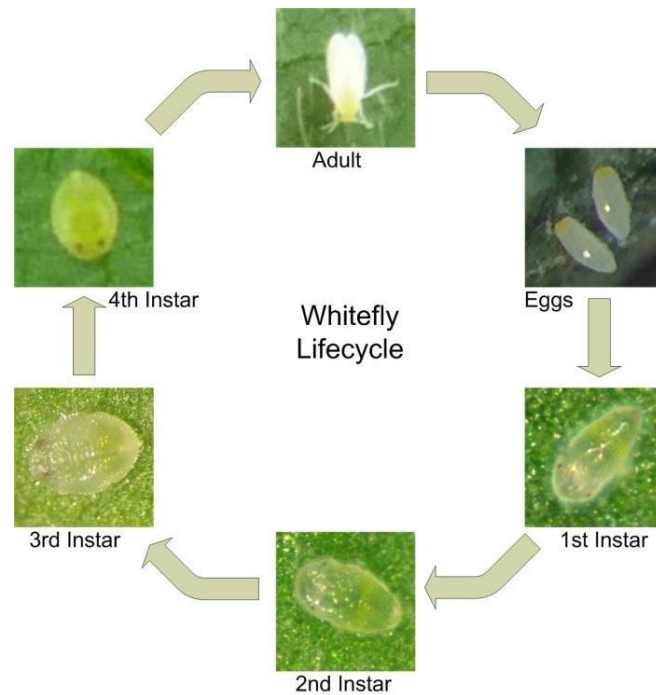 Adult
Eggs
4th Instar
Whitefly
Lifecycle
3rd Instar
1st Instar
2nd Instar